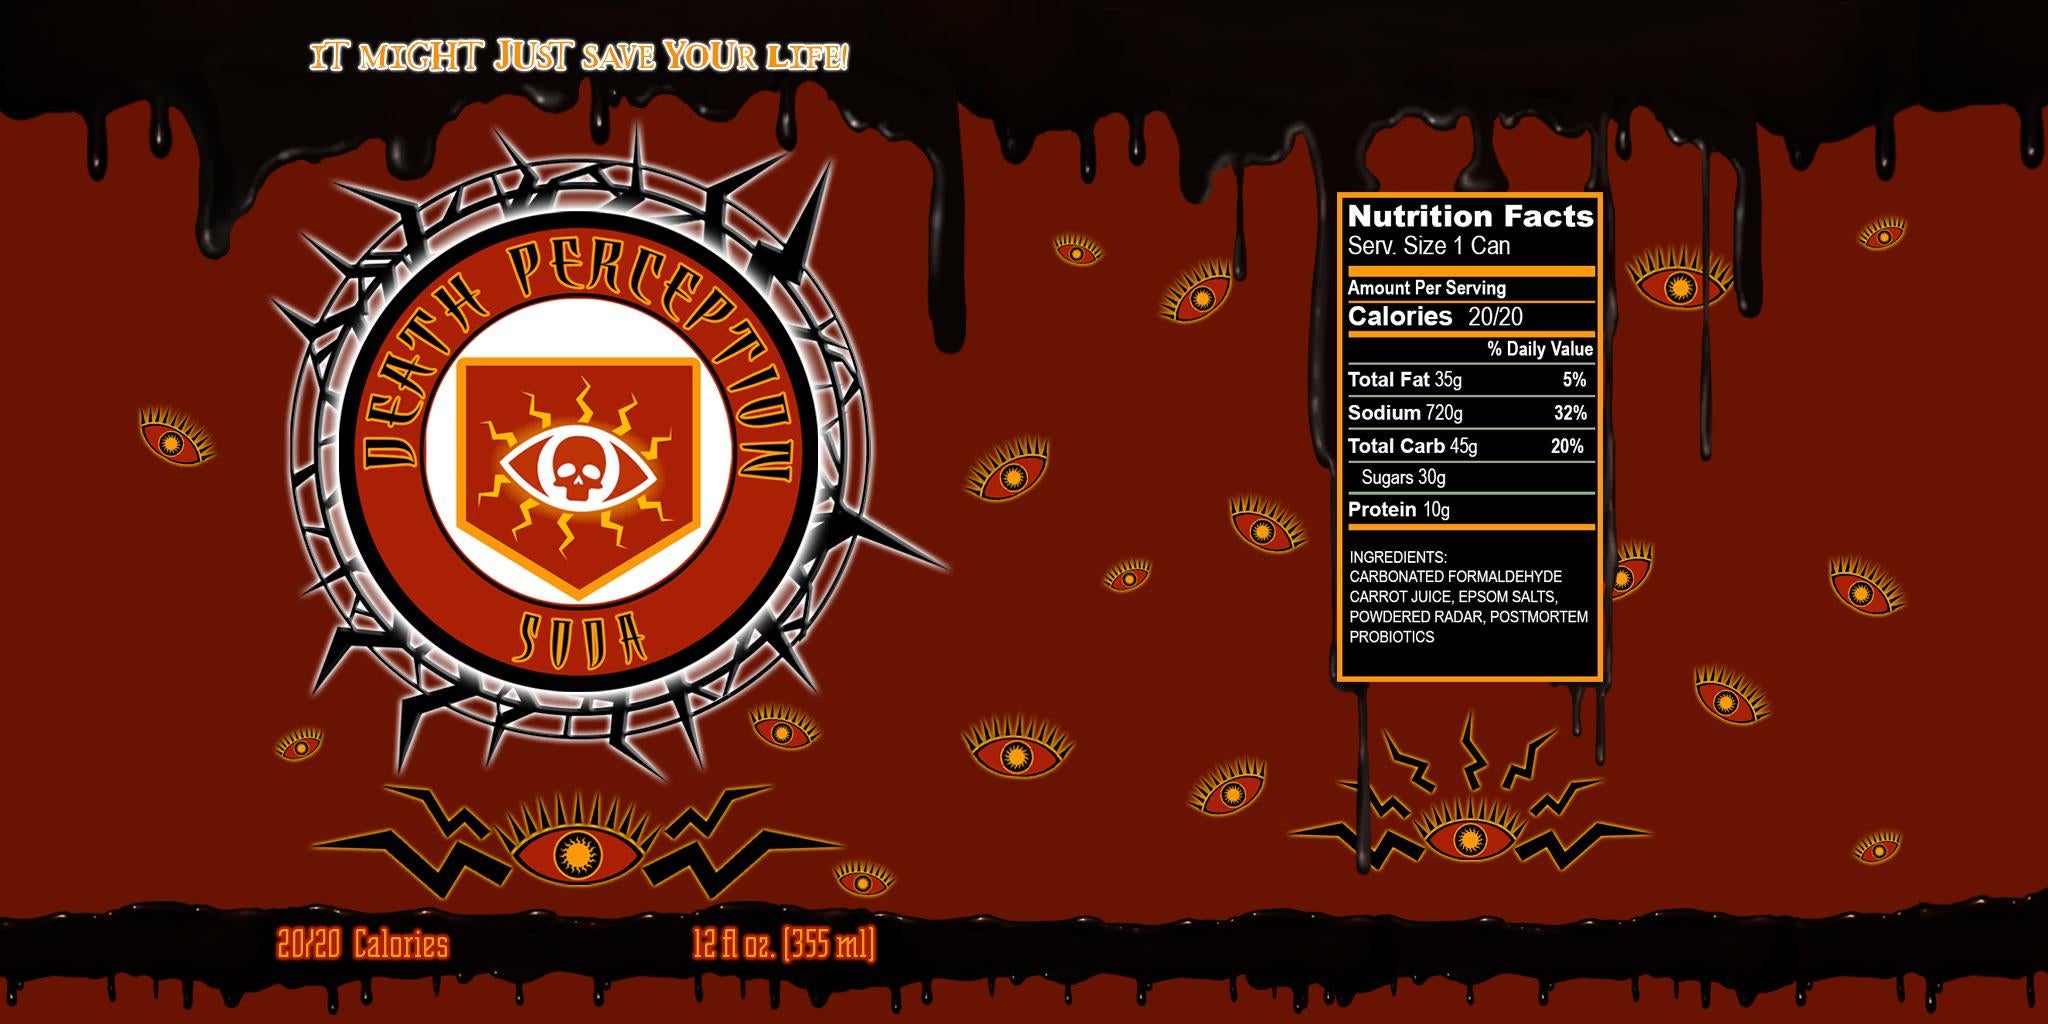 IT MIGHT JUST SAVE YOUR LIFE!
DEATH PERCEPTION
SODA
20/20 Calories
12 fl oz. (355 ml)
Nutrition Facts
Serv. Size 1 Can
Amount Per Serving
Calories 20/20
% Daily Value
Total Fat 35g 5%
Sodium 720g 32%
Total Carb 45g 20%
Sugars 30g
Protein 10g
INGREDIENTS:
CARBONATED FORMALDEHYDE
CARROT JUICE, EPSOM SALTS,
POWDERED RADAR, POSTMORTEM
PROBIOTICS